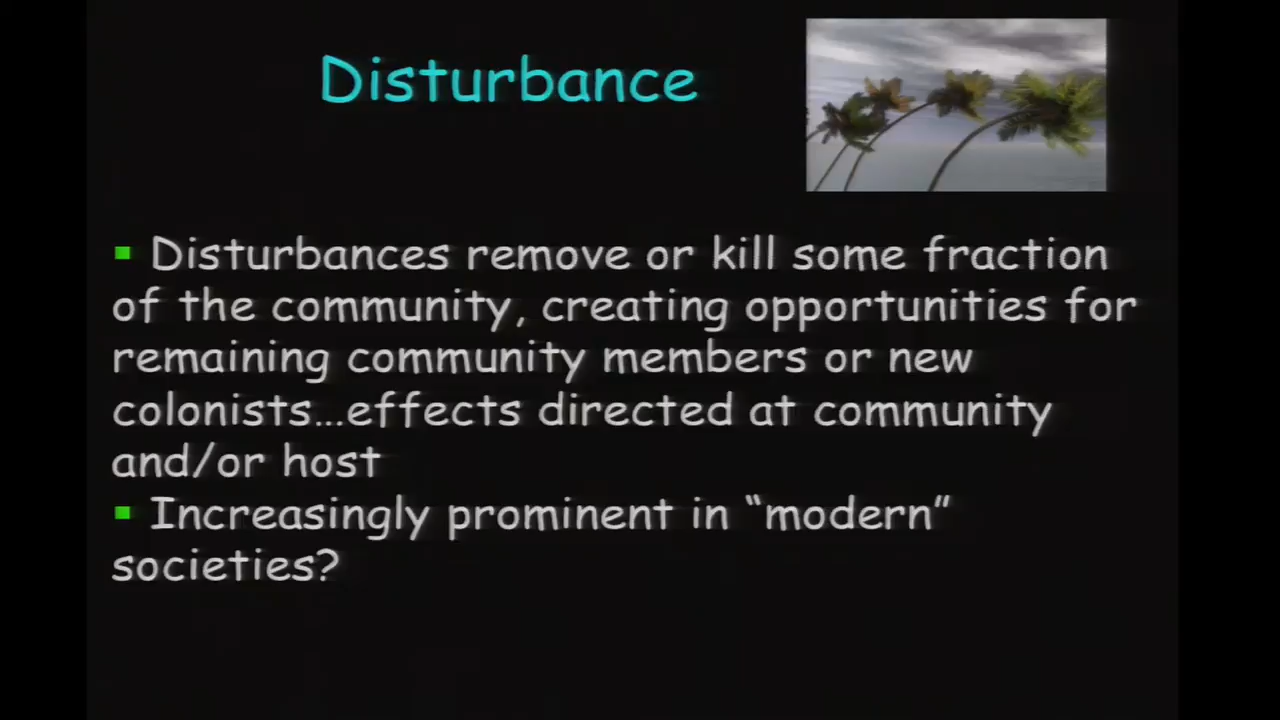 Disturbance
▪ Disturbances remove or kill some fraction
of the community, creating opportunities for
remaining community members or new
colonists…effects directed at community
and/or host
▪ Increasingly prominent in “modern”
societies?